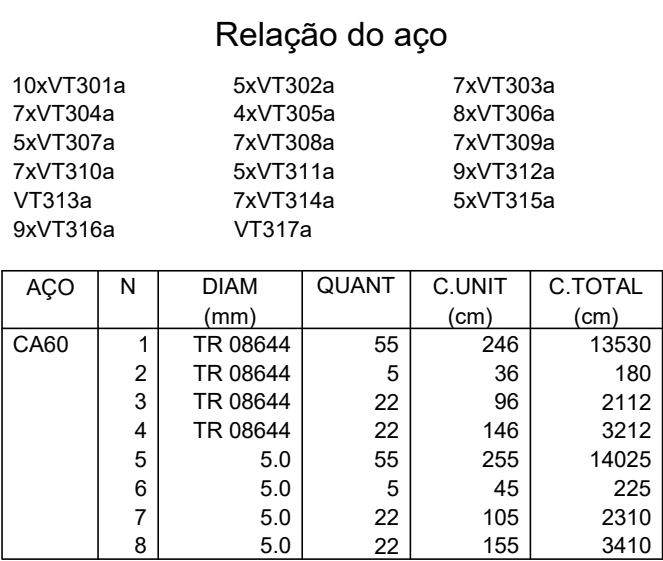 Relação do aço
10xVT301a 5xVT302a 7xVT303a
7xVT304a 4xVT305a 8xVT306a
5xVT307a 7xVT308a 7xVT309a
7xVT310a 5xVT311a 9xVT312a
VT313a 7xVT314a 5xVT315a
9xVT316a VT317a
AÇO N DIAM QUANT C.UNIT C.TOTAL
(mm) (cm) (cm)
CA60 1 TR 08644 55 246 13530
2 TR 08644 5 36 180
3 TR 08644 22 96 2112
4 TR 08644 22 146 3212
5 5.0 55 255 14025
6 5.0 5 45 225
7 5.0 22 105 2310
8 5.0 22 155 3410